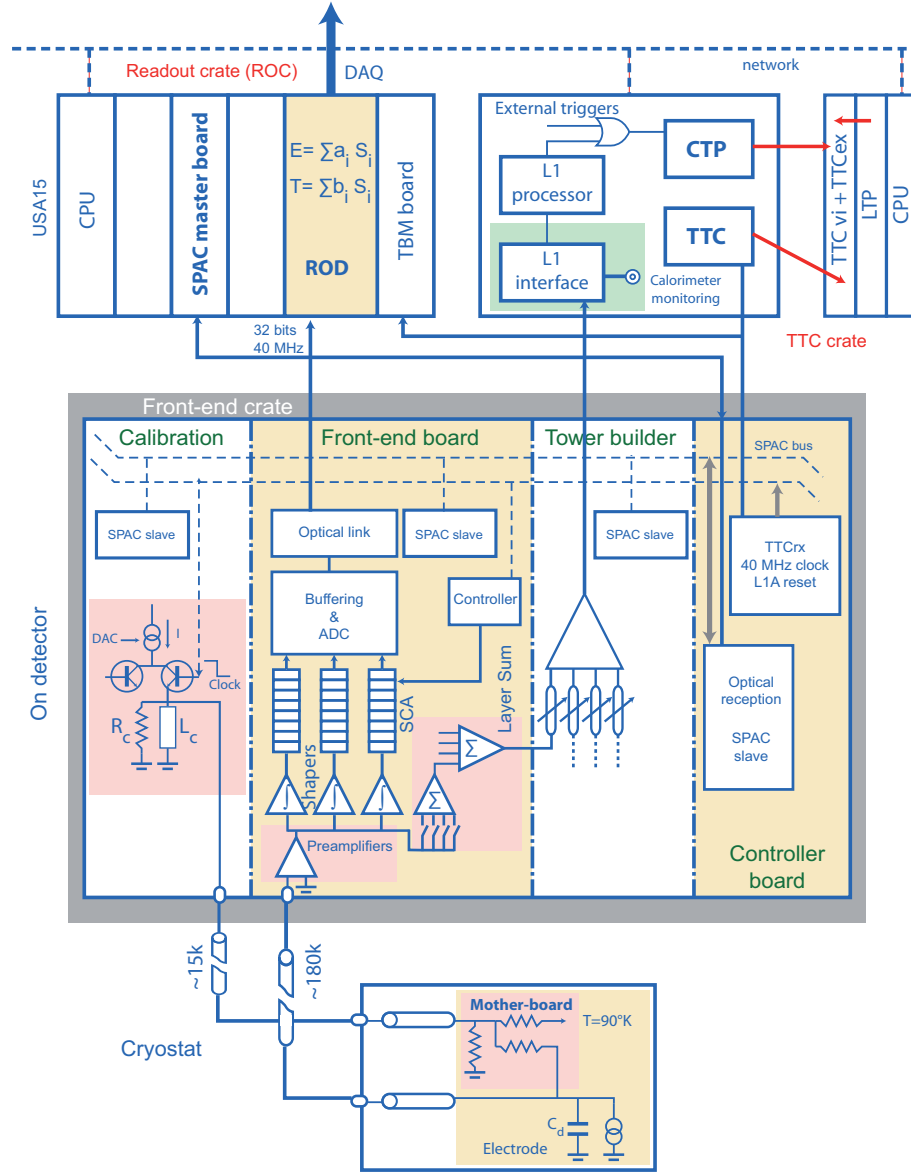 Readout crate (ROC)
DAQ
network
USA15
CPU
SPAC master board
E= ∑a_i S_i
T= ∑b_i S_i
ROD
TBM board
External triggers
L1
processor
CTP
TTC
L1
interface
Calorimeter
monitoring
TTC vi + TTCex
LTP
CPU
TTC crate
32 bits
40 MHz
Front-end crate
Calibration
Front-end board
Tower builder
SPAC bus
SPAC slave
Optical link
SPAC slave
SPAC slave
TTCrx
40 MHz clock
L1A reset
Buffering
&
ADC
Controller
On detector
DAC
I
Clock
R_c
L_c
SCA
Layer Sum
Shapers
∫
∫
∫
∑
∑
Optical
reception
SPAC
slave
Preamplifiers
Controller
board
~15k
~180k
Cryostat
Mother-board
T=90°K
C_d
Electrode